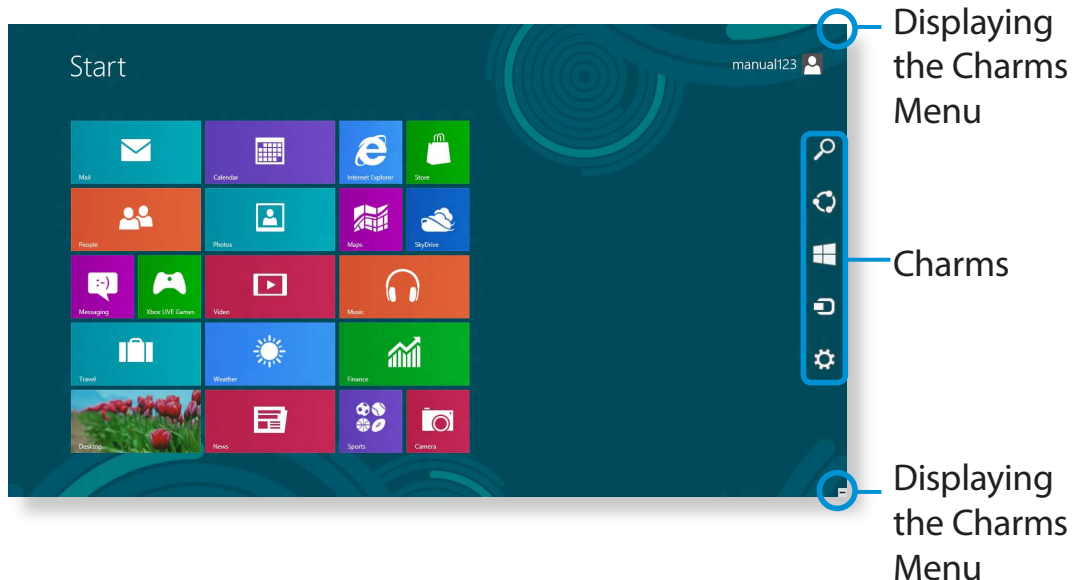 Displaying
the Charms
Menu
Start
manual123
Mail
Calendar
Internet Explorer
Store
People
Photos
Maps
SkyDrive
:-)
Messaging
Xbox LIVE Games
Video
Music
Charms
Travel
Weather
Finance
Desktop
News
Sports
Camera
Displaying
the Charms
Menu